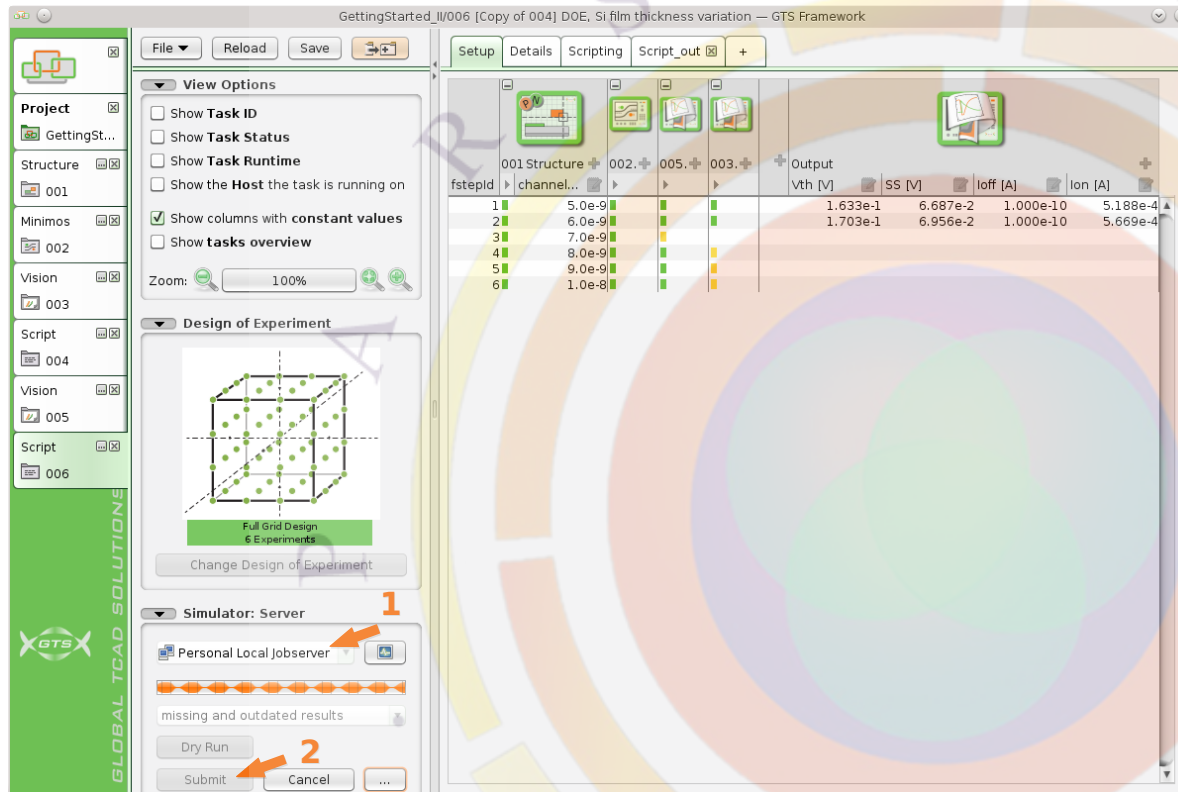 GettingStarted_II/006 [Copy of 004] DOE, Si film thickness variation — GTS Framework
Project
GettingSt...
Structure
001
Minimos
002
Vision
003
Script
004
Vision
005
Script
006
GLOBAL TCAD SOLUTIONS
GTS
File Reload Save
View Options
Show Task ID
Show Task Status
Show Task Runtime
Show the Host the task is running on
Show columns with constant values
Show tasks overview
Zoom: 100%
Design of Experiment
Full Grid Design
6 Experiments
Change Design of Experiment
Simulator: Server
1
Personal Local Jobserver
missing and outdated results
Dry Run
2
Submit Cancel ...
Setup Details Scripting Script_out +
P N
001 Structure 002. 005. 003. Output
fstepId channel... Vth [V] SS [V] Ioff [A] Ion [A]
1 5.0e-9 1.633e-1 6.687e-2 1.000e-10 5.188e-4
2 6.0e-9 1.703e-1 6.956e-2 1.000e-10 5.669e-4
3 7.0e-9
4 8.0e-9
5 9.0e-9
6 1.0e-8